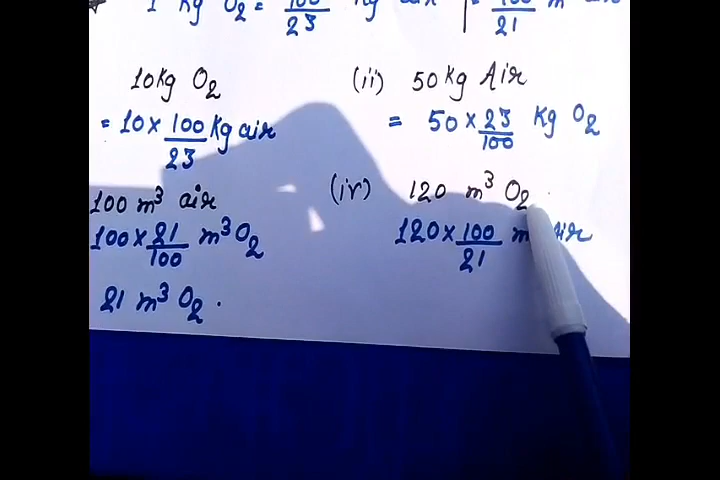 1 Kg O2 = 100/23 Kg air = 100/21 m3
10Kg O2
= 10 × 100/23 Kg air
(ii) 50 kg Air
= 50 × 23/100 Kg O2
100 m3 air
100 × 21/100 m3 O2
21 m3 O2 .
(iv) 120 m3 O2
120 × 100/21 m air